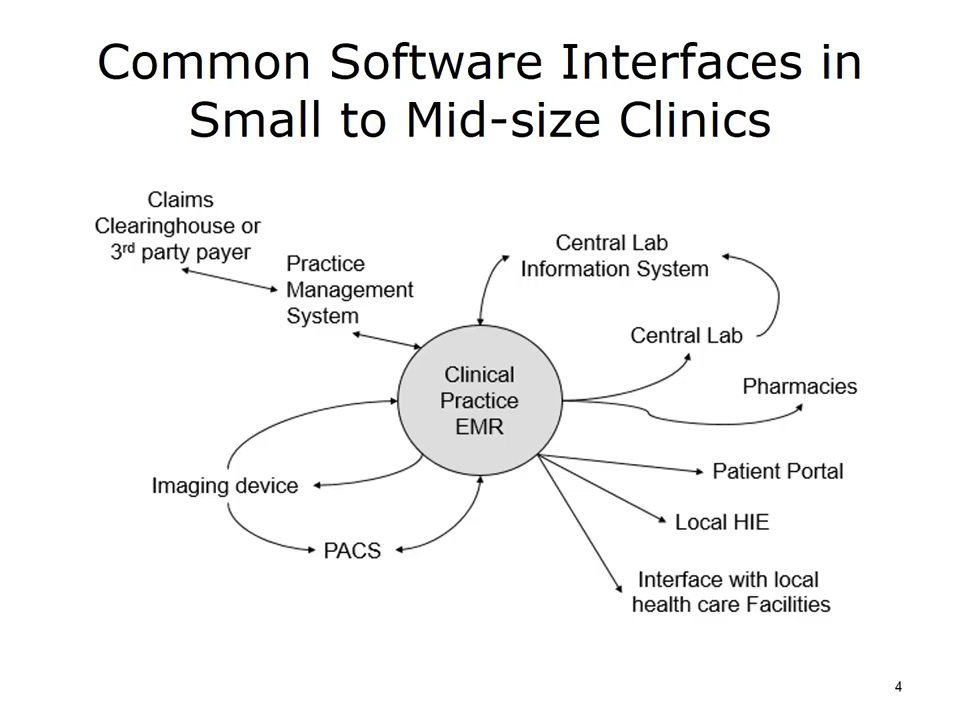 Common Software Interfaces in
Small to Mid-size Clinics
Claims
Clearinghouse or
3rd party payer
Practice
Management
System
Central Lab
Information System
Central Lab
Clinical
Practice
EMR
Pharmacies
Patient Portal
Imaging device
Local HIE
PACS
Interface with local
health care Facilities
4